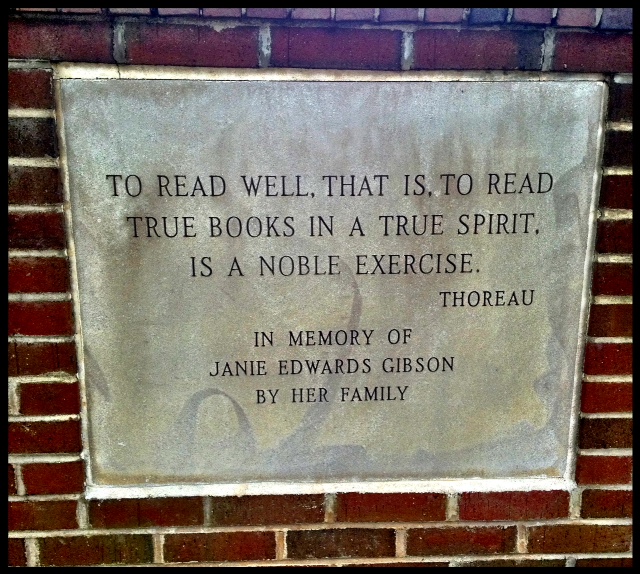 TO READ WELL, THAT IS, TO READ
TRUE BOOKS IN A TRUE SPIRIT,
IS A NOBLE EXERCISE.
THOREAU
IN MEMORY OF
JANIE EDWARDS GIBSON
BY HER FAMILY